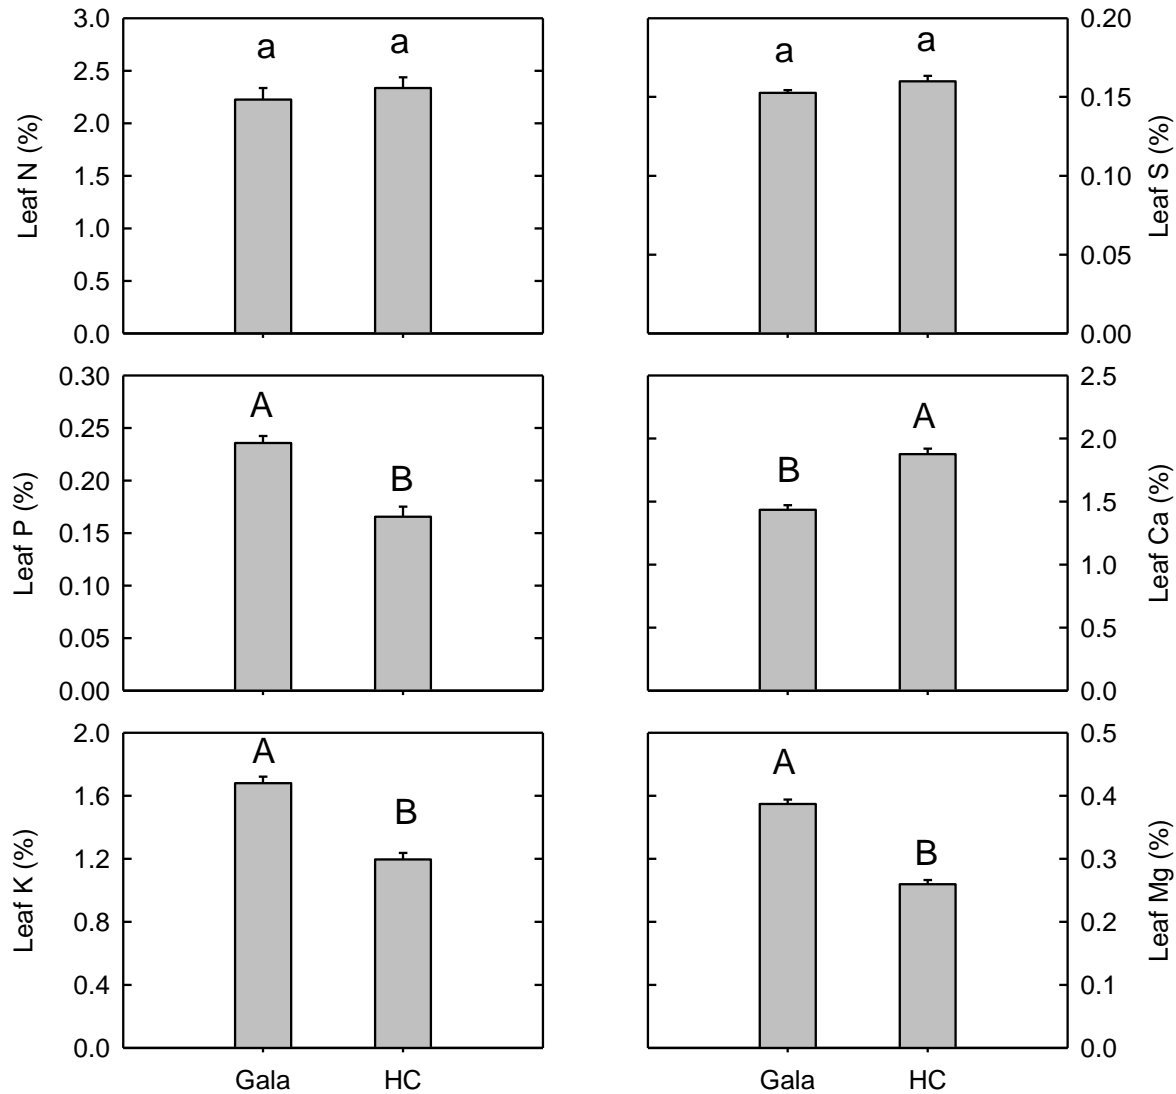 Leaf N (%)
3.0
2.5
2.0
1.5
1.0
0.5
0.0
a a
Leaf S (%)
0.20
0.15
0.10
0.05
0.00
a a
Leaf P (%)
0.30
0.25
0.20
0.15
0.10
0.05
0.00
A
B
Leaf Ca (%)
2.5
2.0
1.5
1.0
0.5
0.0
B
A
Leaf K (%)
2.0
1.6
1.2
0.8
0.4
0.0
A
B
Gala HC
Leaf Mg (%)
0.5
0.4
0.3
0.2
0.1
0.0
A
B
Gala HC